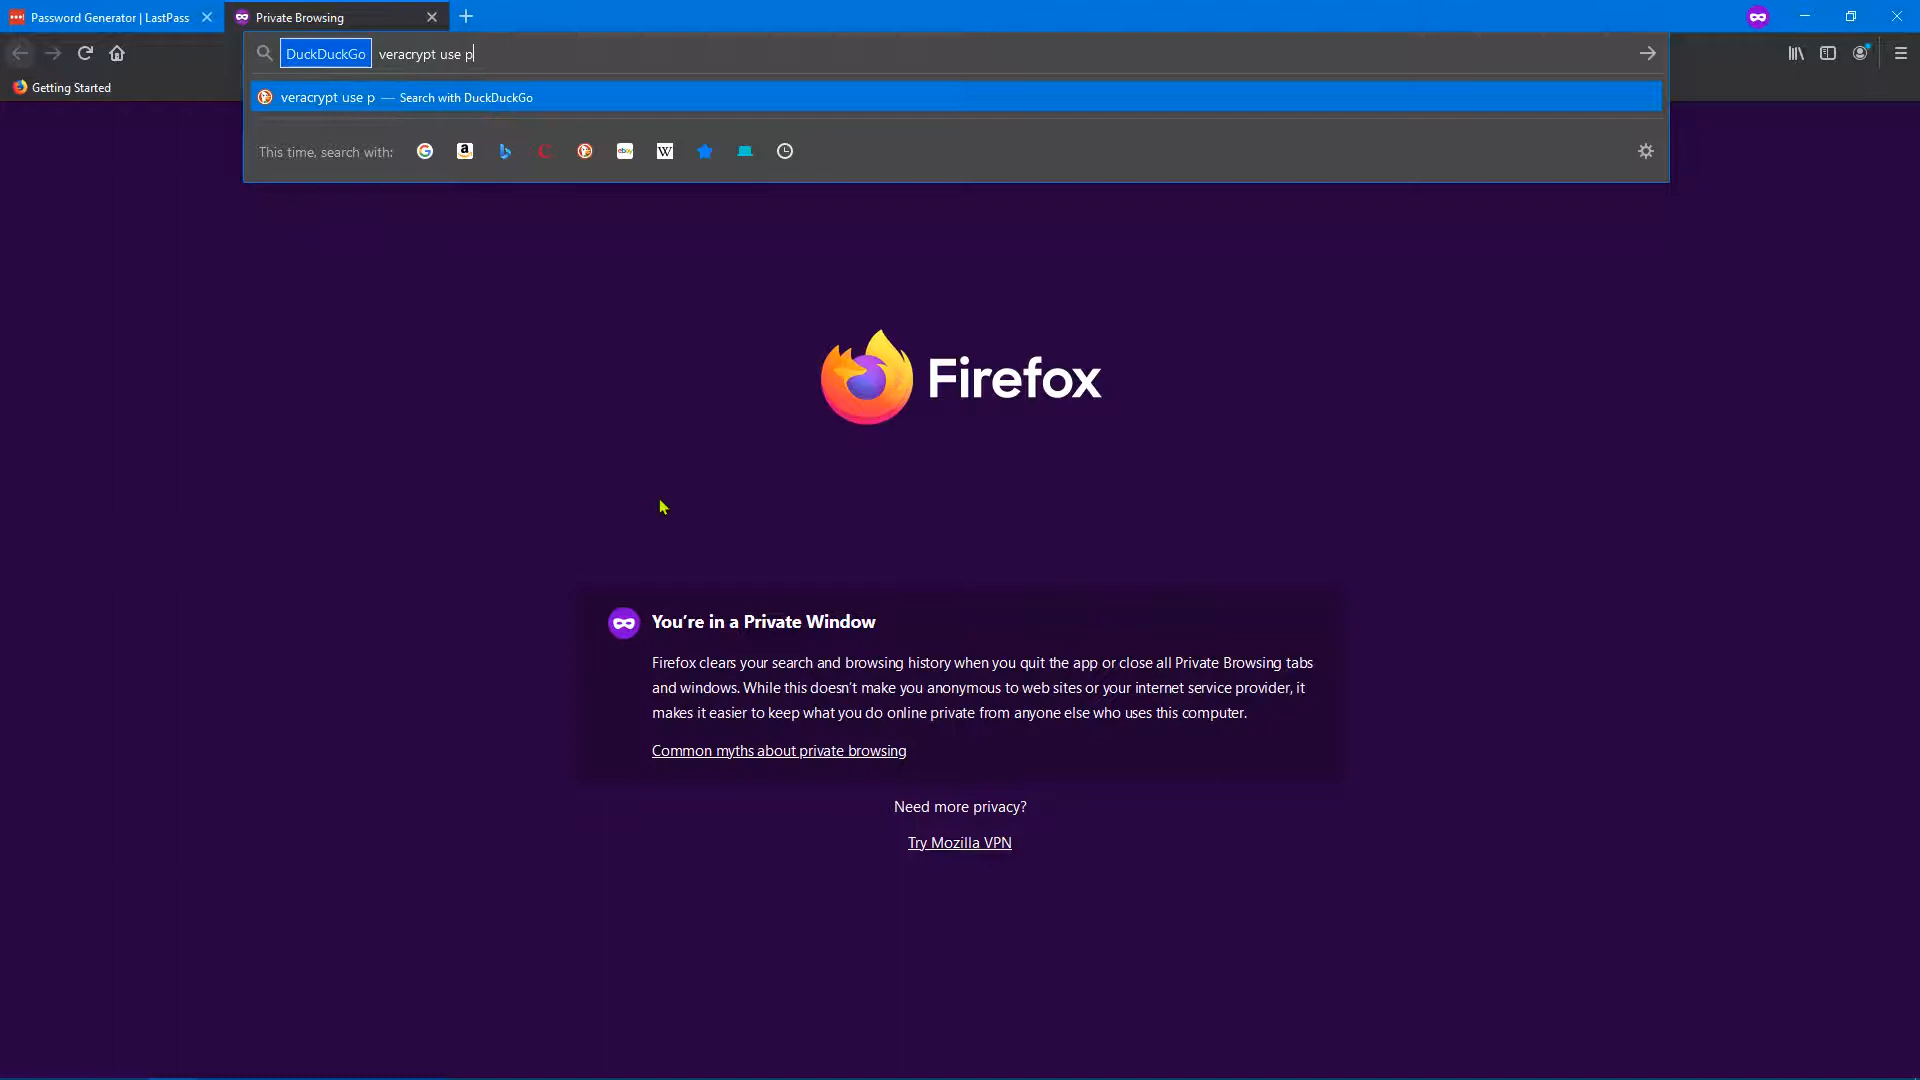 Password Generator | LastPass
Private Browsing
DuckDuckGo veracrypt use p
Getting Started
veracrypt use p — Search with DuckDuckGo
This time, search with:
Firefox
You're in a Private Window
Firefox clears your search and browsing history when you quit the app or close all Private Browsing tabs
and windows. While this doesn't make you anonymous to web sites or your internet service provider, it
makes it easier to keep what you do online private from anyone else who uses this computer.
Common myths about private browsing
Need more privacy?
Try Mozilla VPN